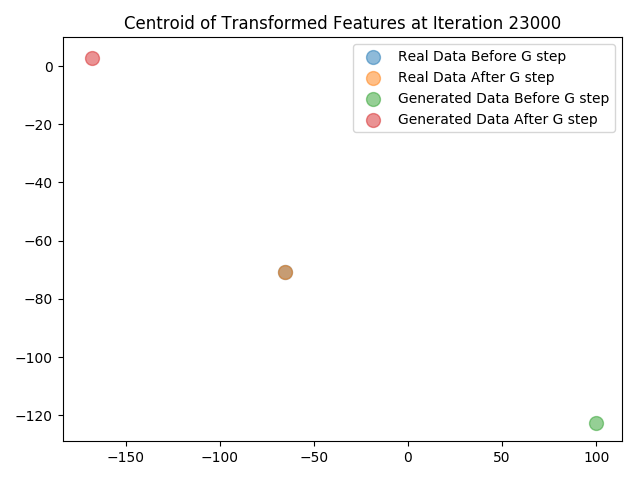 Centroid of Transformed Features at Iteration 23000
Real Data Before G step
Real Data After G step
Generated Data Before G step
Generated Data After G step
0
−20
−40
−60
−80
−100
−120
−150
−100
−50
0
50
100